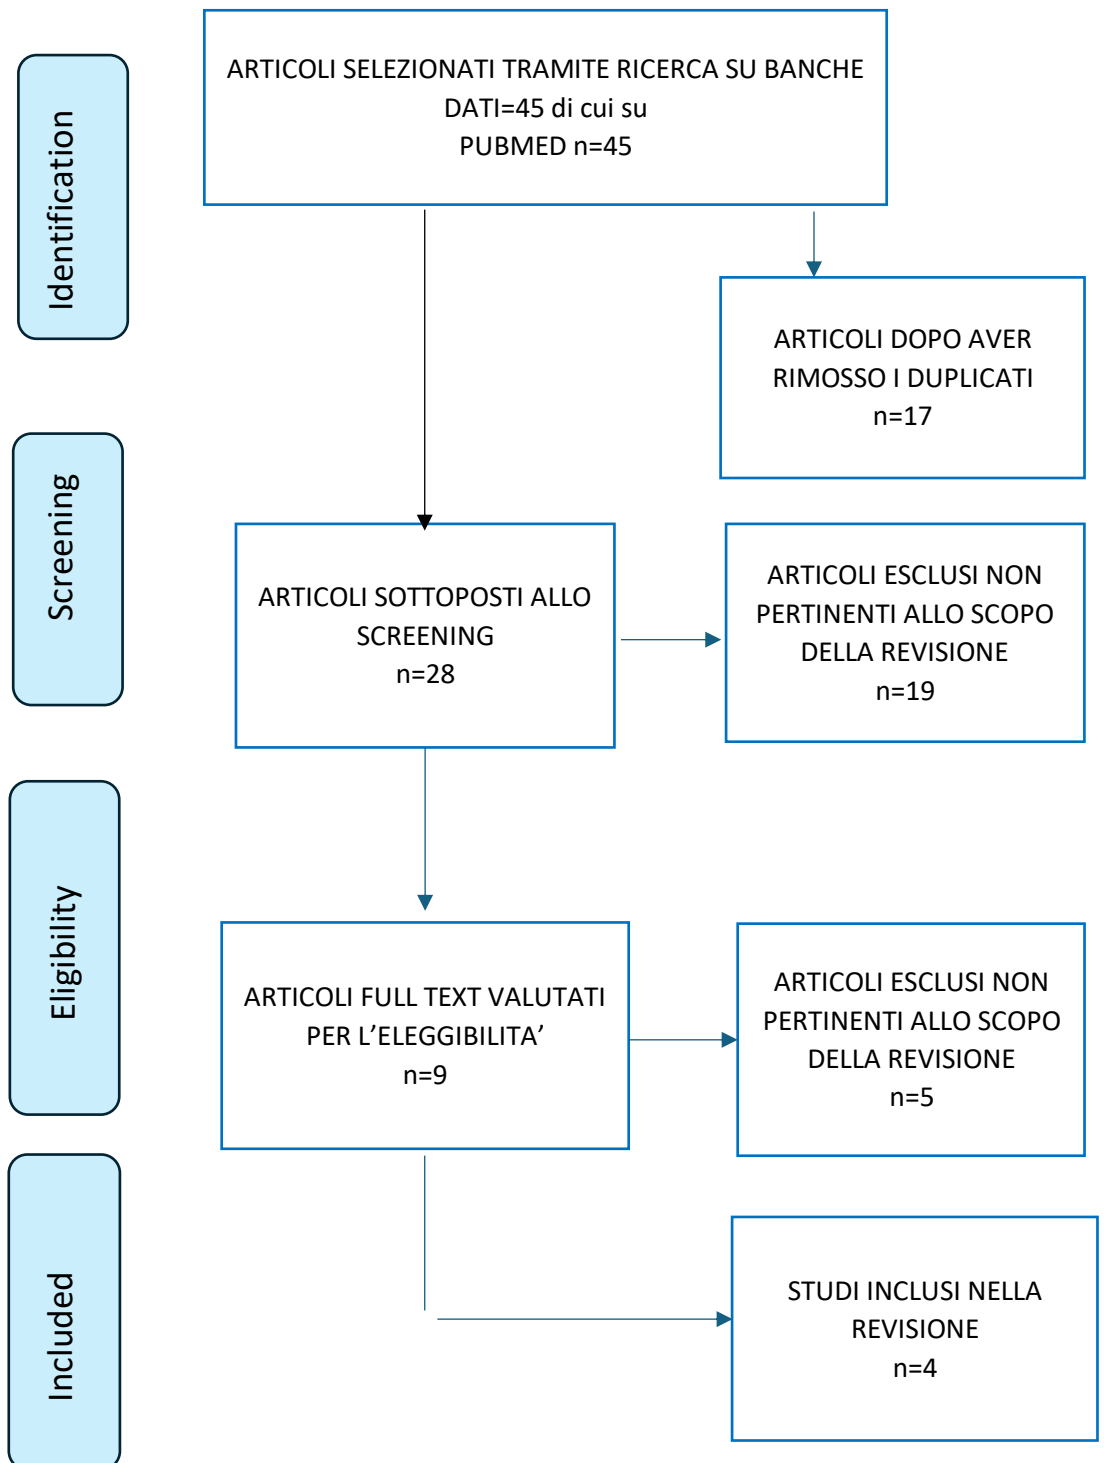 Identification
ARTICOLI SELEZIONATI TRAMITE RICERCA SU BANCHE
DATI=45 di cui su
PUBMED n=45
ARTICOLI DOPO AVER
RIMOSSO I DUPLICATI
n=17
Screening
ARTICOLI SOTTOPOSTI ALLO
SCREENING
n=28
ARTICOLI ESCLUSI NON
PERTINENTI ALLO SCOPO
DELLA REVISIONE
n=19
Eligibility
ARTICOLI FULL TEXT VALUTATI
PER L’ELEGGIBILITA’
n=9
ARTICOLI ESCLUSI NON
PERTINENTI ALLO SCOPO
DELLA REVISIONE
n=5
Included
STUDI INCLUSI NELLA
REVISIONE
n=4